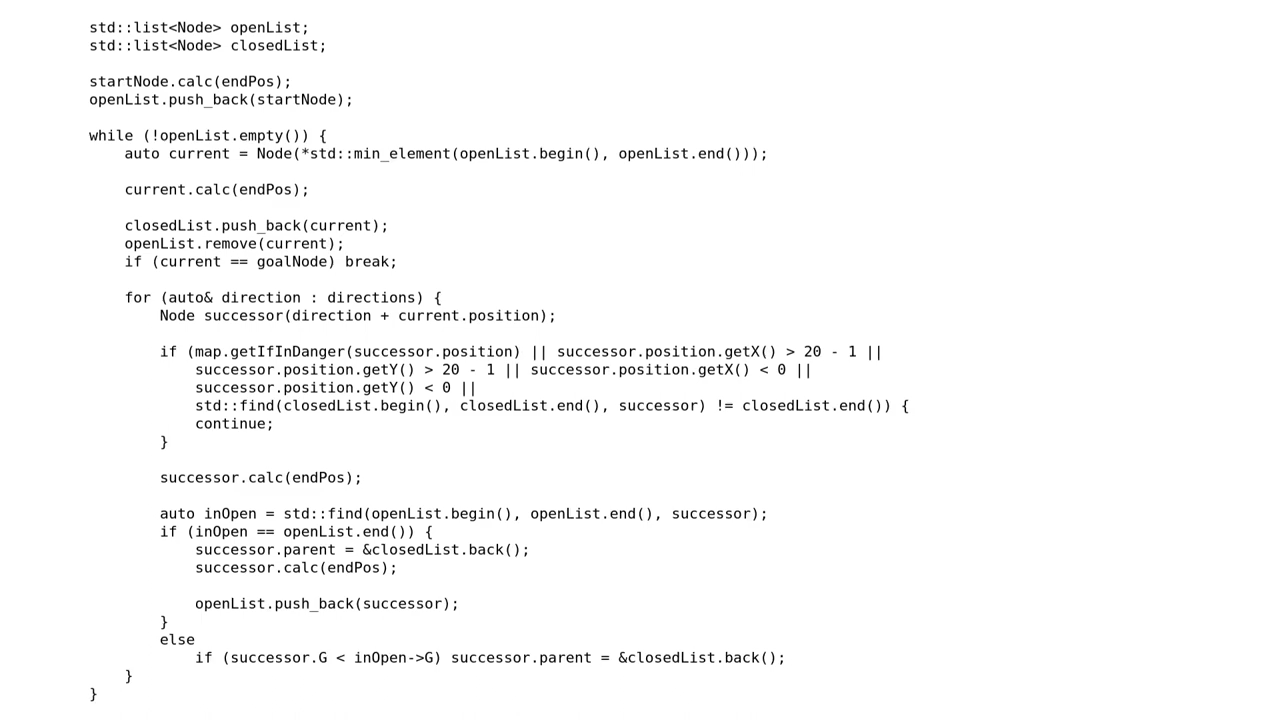 std::list<Node> openList;
std::list<Node> closedList;

startNode.calc(endPos);
openList.push_back(startNode);

while (!openList.empty()) {
    auto current = Node(*std::min_element(openList.begin(), openList.end()));

    current.calc(endPos);

    closedList.push_back(current);
    openList.remove(current);
    if (current == goalNode) break;

    for (auto& direction : directions) {
        Node successor(direction + current.position);

        if (map.getIfInDanger(successor.position) || successor.position.getX() > 20 - 1 ||
            successor.position.getY() > 20 - 1 || successor.position.getX() < 0 ||
            successor.position.getY() < 0 ||
            std::find(closedList.begin(), closedList.end(), successor) != closedList.end()) {
            continue;
        }

        successor.calc(endPos);

        auto inOpen = std::find(openList.begin(), openList.end(), successor);
        if (inOpen == openList.end()) {
            successor.parent = &closedList.back();
            successor.calc(endPos);

            openList.push_back(successor);
        }
        else
            if (successor.G < inOpen->G) successor.parent = &closedList.back();
    }
}